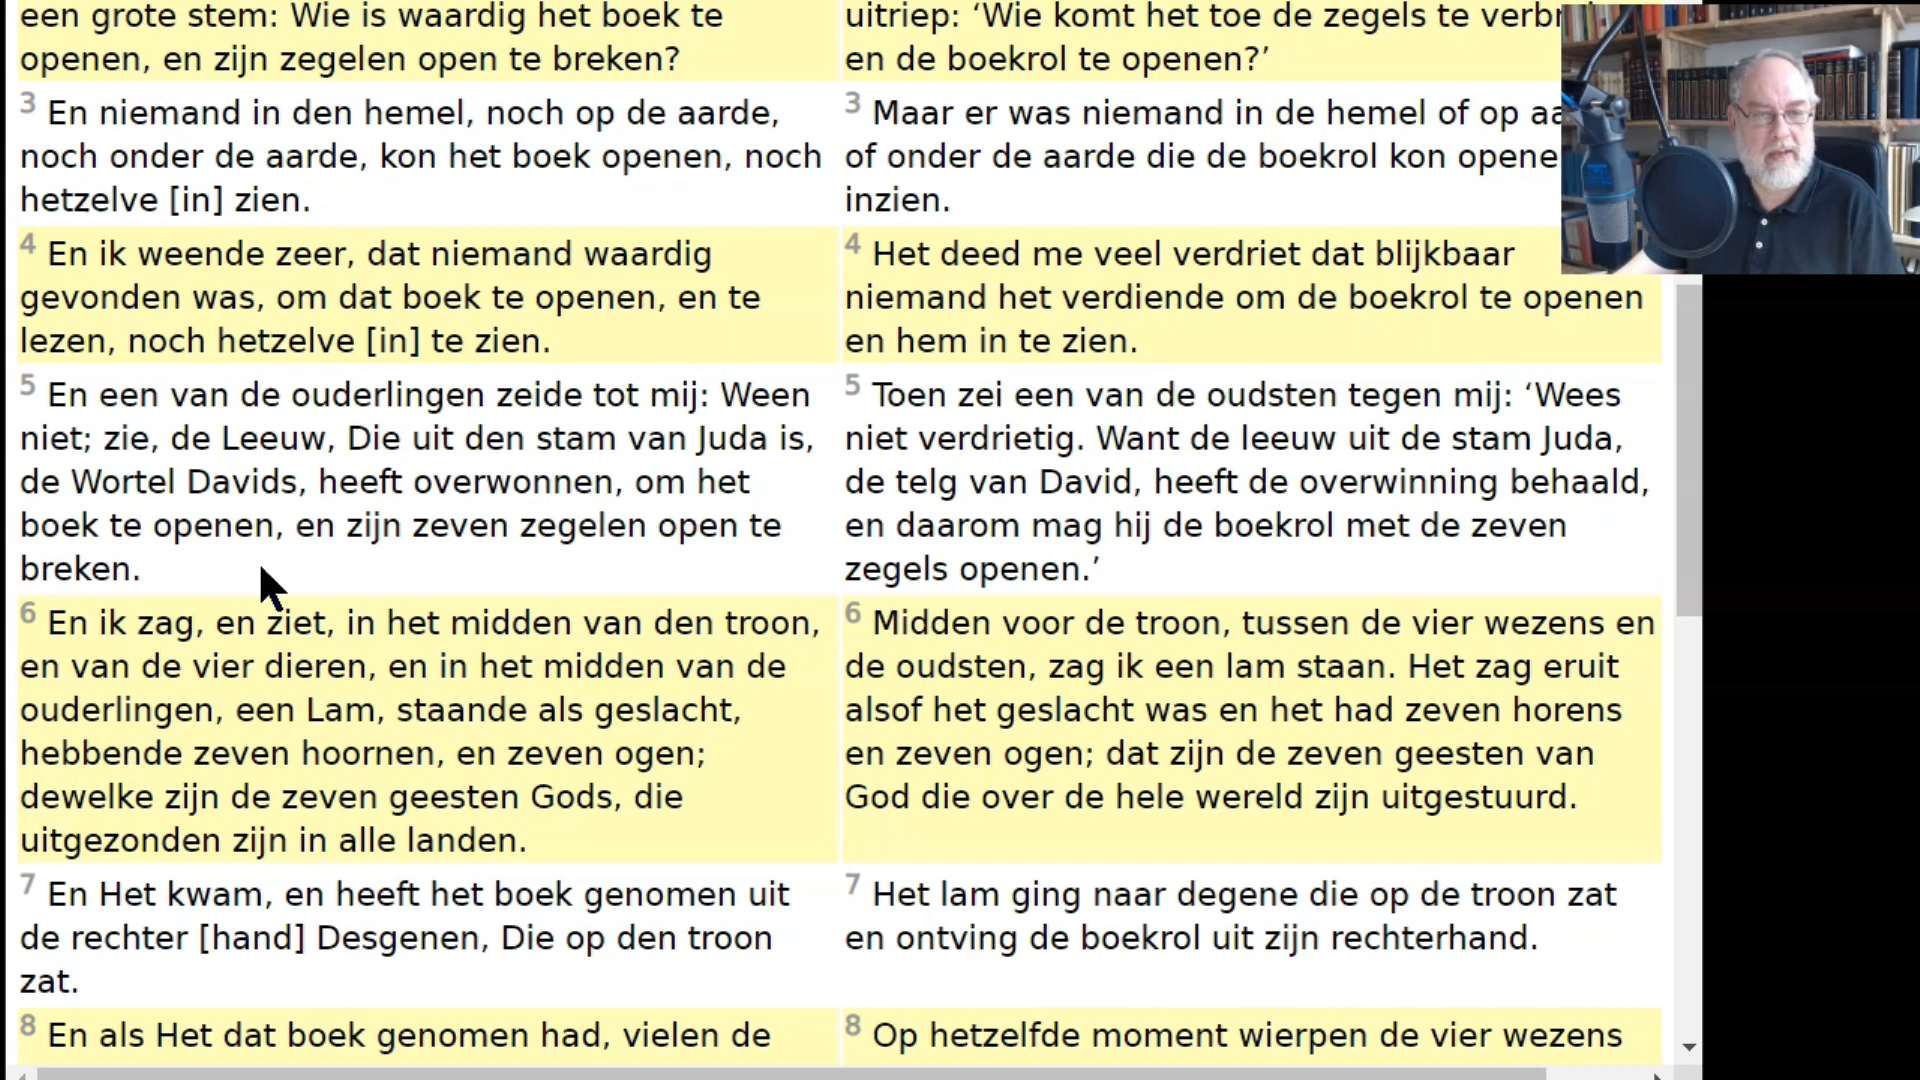 een grote stem: Wie is waardig het boek te
openen, en zijn zegelen open te breken?
3 En niemand in den hemel, noch op de aarde,
noch onder de aarde, kon het boek openen, noch
hetzelve [in] zien.
4 En ik weende zeer, dat niemand waardig
gevonden was, om dat boek te openen, en te
lezen, noch hetzelve [in] te zien.
5 En een van de ouderlingen zeide tot mij: Ween
niet; zie, de Leeuw, Die uit den stam van Juda is,
de Wortel Davids, heeft overwonnen, om het
boek te openen, en zijn zeven zegelen open te
breken.
6 En ik zag, en ziet, in het midden van den troon,
en van de vier dieren, en in het midden van de
ouderlingen, een Lam, staande als geslacht,
hebbende zeven hoornen, en zeven ogen;
dewelke zijn de zeven geesten Gods, die
uitgezonden zijn in alle landen.
7 En Het kwam, en heeft het boek genomen uit
de rechter [hand] Desgenen, Die op den troon
zat.
8 En als Het dat boek genomen had, vielen de
uitriep: ‘Wie komt het toe de zegels te
en de boekrol te openen?’
3 Maar er was niemand in de hemel of op
of onder de aarde die de boekrol kon
inzien.
4 Het deed me veel verdriet dat blijkbaar
niemand het verdiende om de boekrol te openen
en hem in te zien.
5 Toen zei een van de oudsten tegen mij: ‘Wees
niet verdrietig. Want de leeuw uit de stam Juda,
de telg van David, heeft de overwinning behaald,
en daarom mag hij de boekrol met de zeven
zegels openen.’
6 Midden voor de troon, tussen de vier wezens en
de oudsten, zag ik een lam staan. Het zag eruit
alsof het geslacht was en het had zeven horens
en zeven ogen; dat zijn de zeven geesten van
God die over de hele wereld zijn uitgestuurd.
7 Het lam ging naar degene die op de troon zat
en ontving de boekrol uit zijn rechterhand.
8 Op hetzelfde moment wierpen de vier wezens